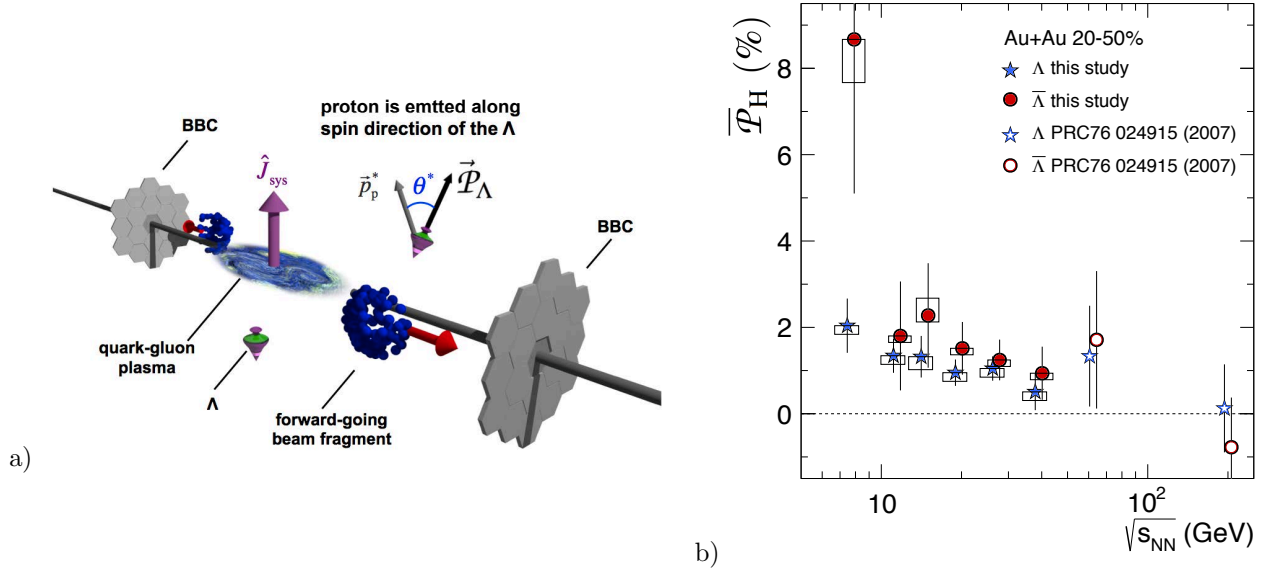 proton is emtted along
spin direction of the Λ
BBC
Ĵsys
p⃗*p
θ*
𝒫⃗Λ
BBC
quark-gluon
plasma
Λ
forward-going
beam fragment
a)
𝒫̅H (%)
Au+Au 20-50%
Λ this study
Λ̅ this study
Λ PRC76 024915 (2007)
Λ̅ PRC76 024915 (2007)
8
6
4
2
0
10
10²
√sNN (GeV)
b)